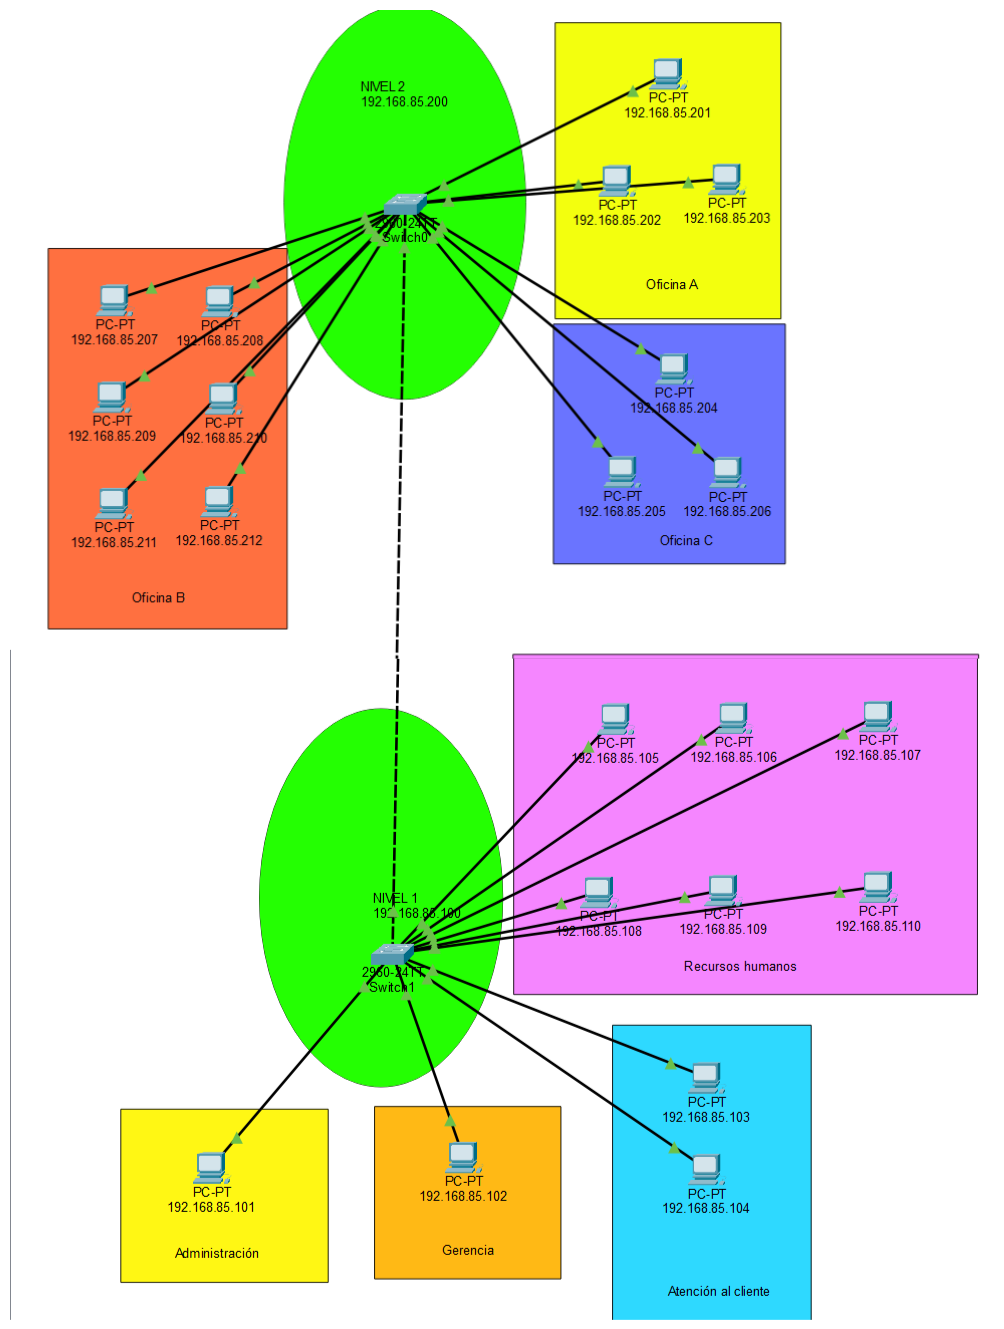 NIVEL 2
192.168.85.200
2960-24TT
Switch0
PC-PT
192.168.85.201
PC-PT
192.168.85.202
PC-PT
192.168.85.203
Oficina A
PC-PT
192.168.85.207
PC-PT
192.168.85.208
PC-PT
192.168.85.209
PC-PT
192.168.85.210
PC-PT
192.168.85.211
PC-PT
192.168.85.212
Oficina B
PC-PT
192.168.85.204
PC-PT
192.168.85.205
PC-PT
192.168.85.206
Oficina C
NIVEL 1
192.168.85.100
2960-24TT
Switch1
PC-PT
192.168.85.105
PC-PT
192.168.85.106
PC-PT
192.168.85.107
PC-PT
192.168.85.108
PC-PT
192.168.85.109
PC-PT
192.168.85.110
Recursos humanos
PC-PT
192.168.85.101
Administración
PC-PT
192.168.85.102
Gerencia
PC-PT
192.168.85.103
PC-PT
192.168.85.104
Atención al cliente